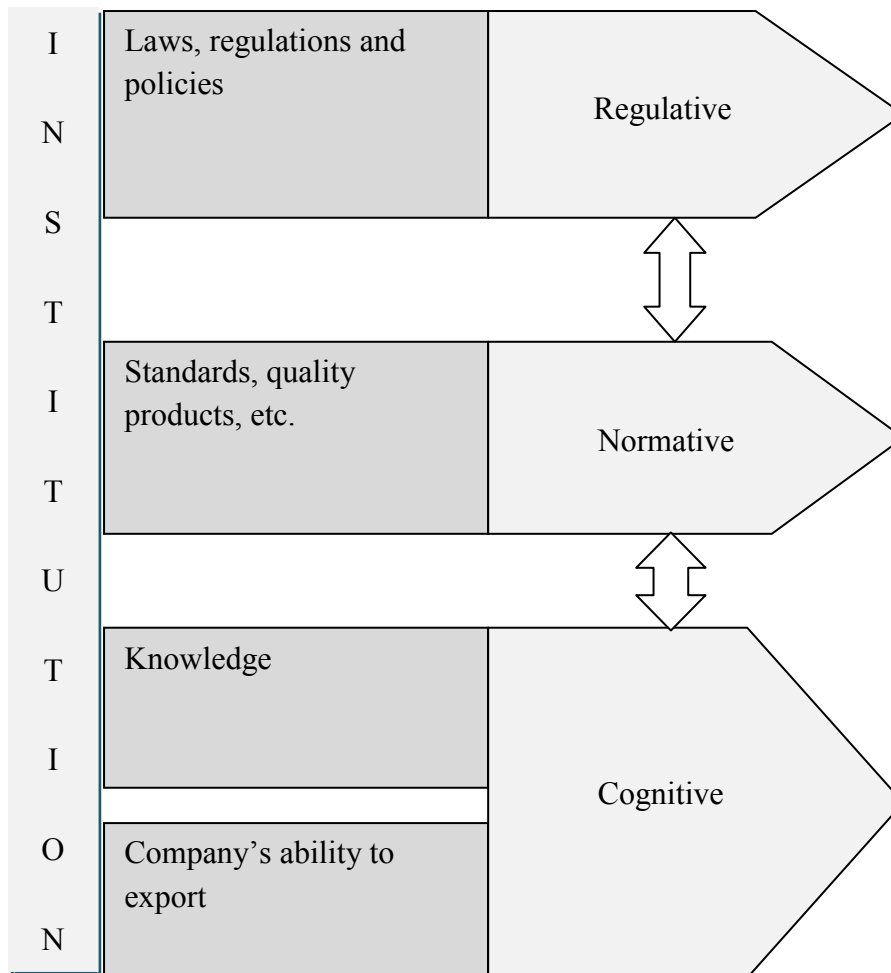 I
N
S
T
I
T
U
T
I
O
N
Laws, regulations and
policies
Regulative
Standards, quality
products, etc.
Normative
Knowledge
Cognitive
Company’s ability to
export